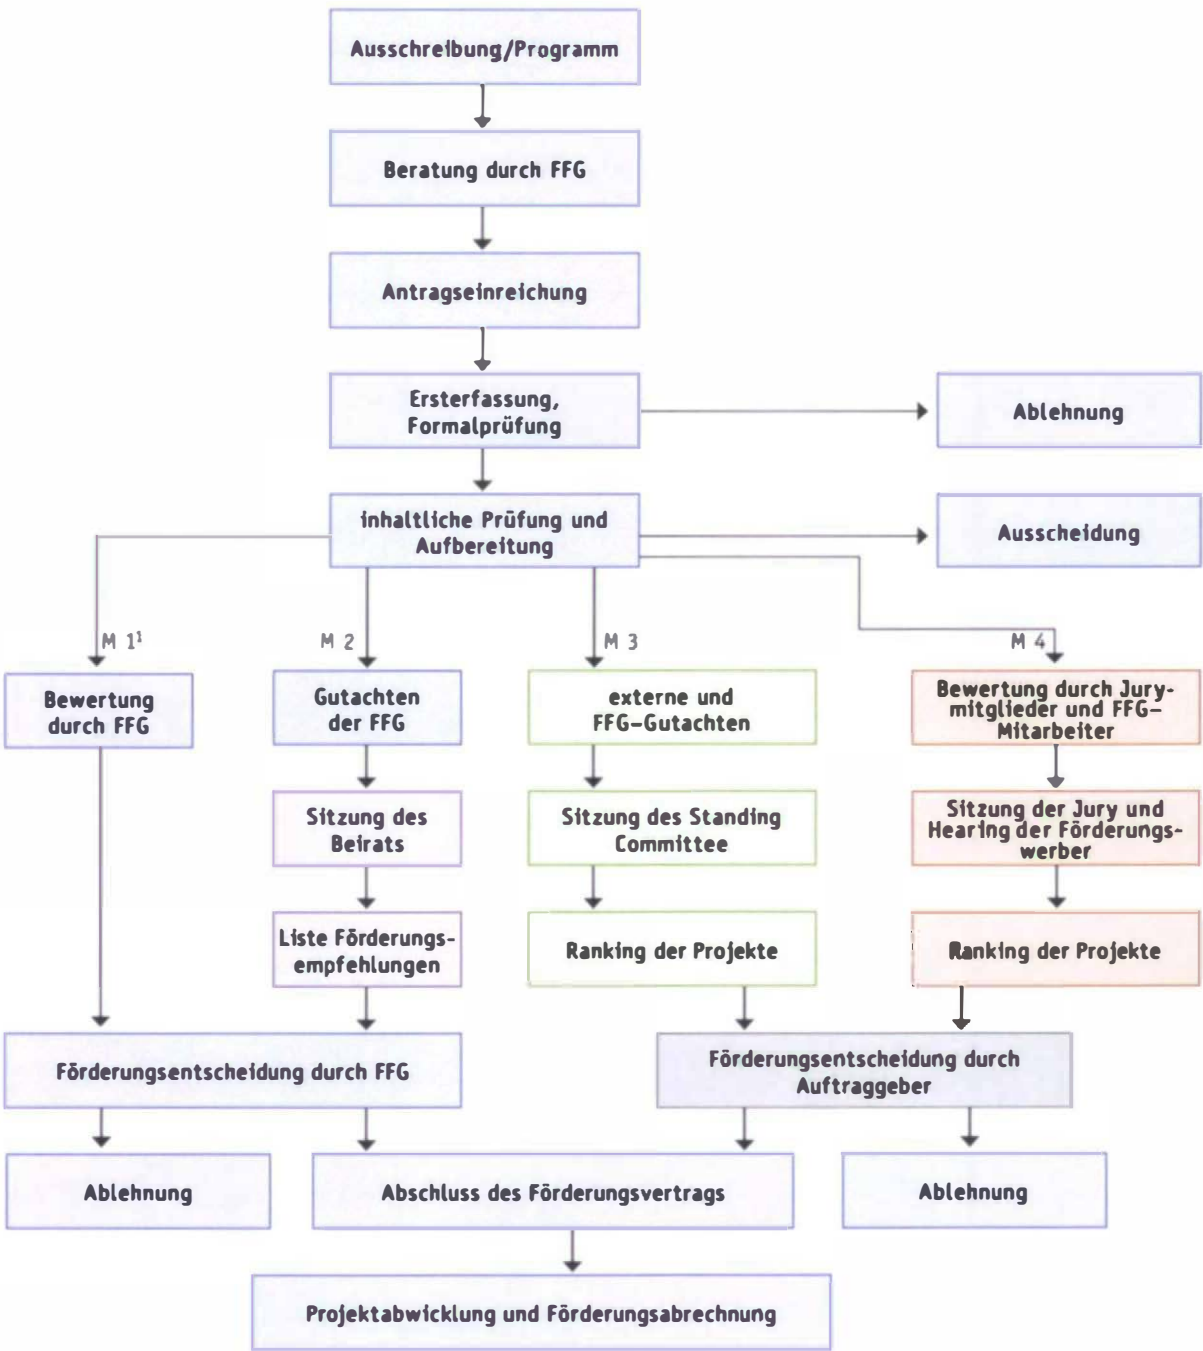 Ausschreibung/Programm
Beratung durch FFG
Antragseinreichung
Ersterfassung,
Formalprüfung
Ablehnung
inhaltliche Prüfung und
Aufbereitung
Ausscheidung
M 1¹
M 2
M 3
M 4
Bewertung
durch FFG
Gutachten
der FFG
externe und
FFG-Gutachten
Bewertung durch Jury-
mitglieder und FFG-
Mitarbeiter
Sitzung des
Beirats
Sitzung des Standing
Committee
Sitzung der Jury und
Hearing der Förderungs-
werber
Liste Förderungs-
empfehlungen
Ranking der Projekte
Ranking der Projekte
Förderungsentscheidung durch FFG
Förderungsentscheidung durch
Auftraggeber
Ablehnung
Abschluss des Förderungsvertrags
Ablehnung
Projektabwicklung und Förderungsabrechnung